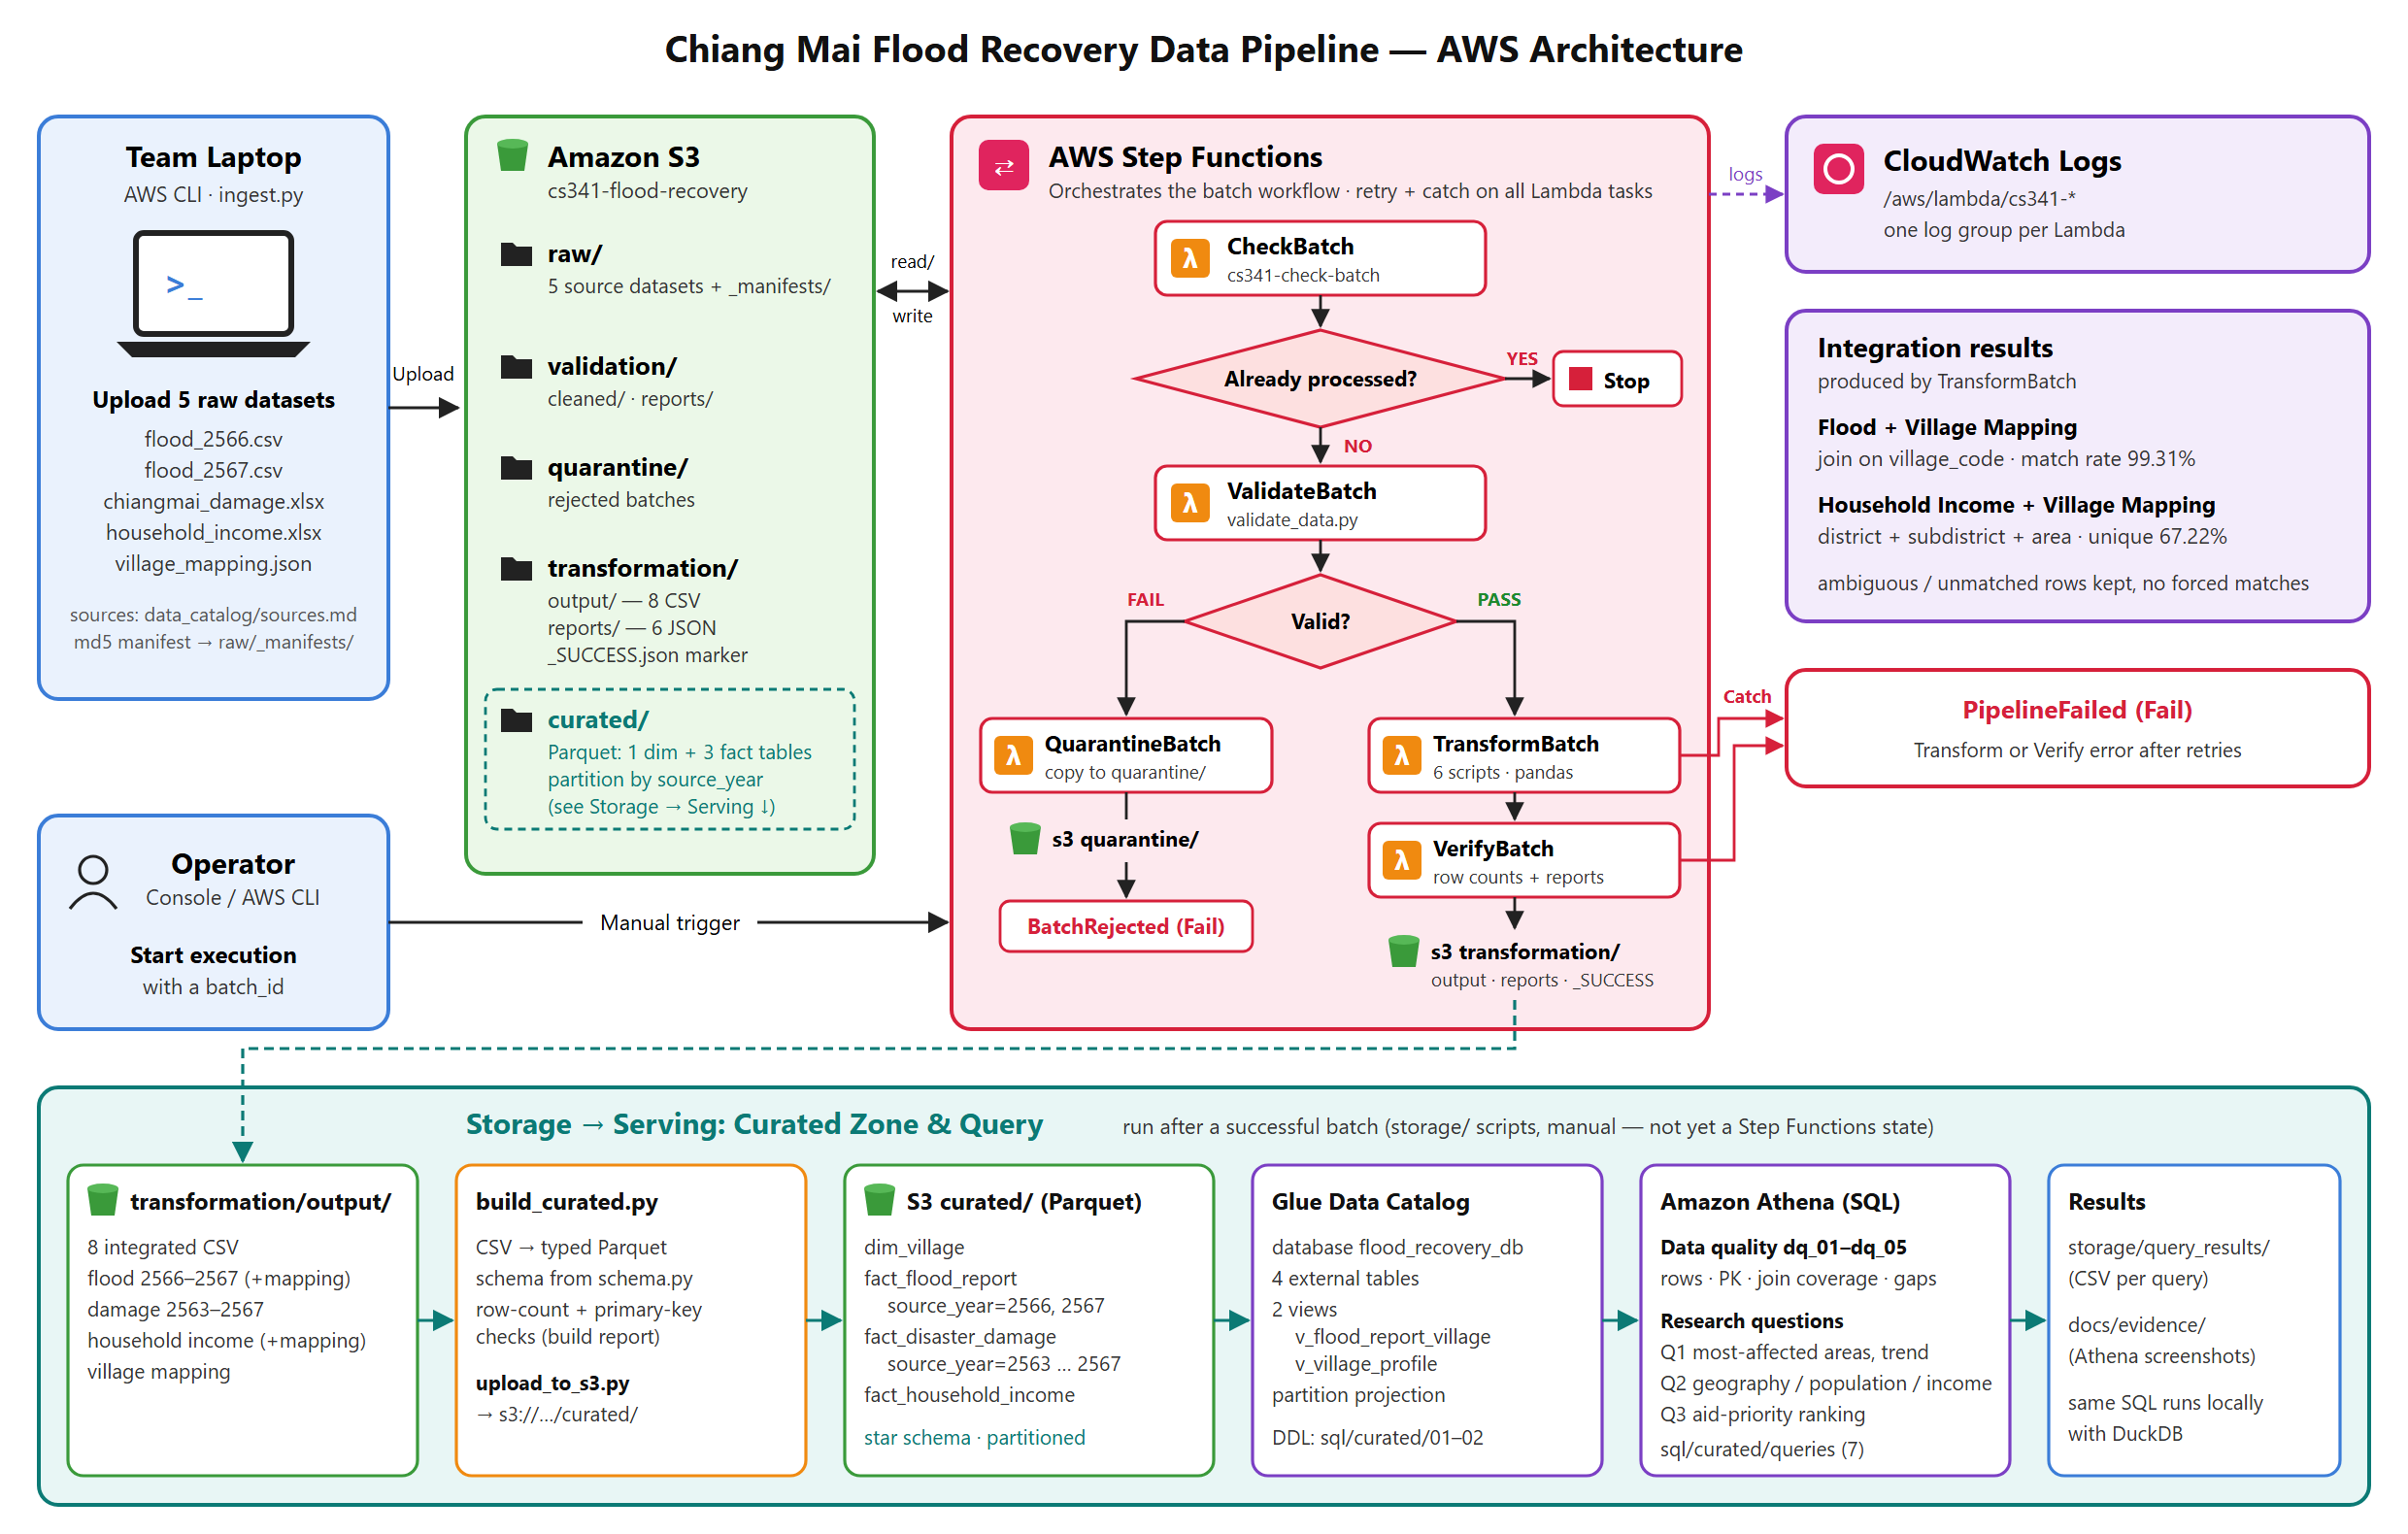 Chiang Mai Flood Recovery Data Pipeline — AWS Architecture
Team Laptop
AWS CLI · ingest.py
>_
Upload 5 raw datasets
flood_2566.csv
flood_2567.csv
chiangmai_damage.xlsx
household_income.xlsx
village_mapping.json
sources: data_catalog/sources.md
md5 manifest → raw/_manifests/
Upload
Operator
Console / AWS CLI
Start execution
with a batch_id
Manual trigger
Amazon S3
cs341-flood-recovery
raw/
5 source datasets + _manifests/
validation/
cleaned/ · reports/
quarantine/
rejected batches
transformation/
output/ — 8 CSV
reports/ — 6 JSON
_SUCCESS.json marker
curated/
Parquet: 1 dim + 3 fact tables
partition by source_year
(see Storage → Serving ↓)
read/
write
AWS Step Functions
Orchestrates the batch workflow · retry + catch on all Lambda tasks
λ
CheckBatch
cs341-check-batch
Already processed?
YES
Stop
NO
λ
ValidateBatch
validate_data.py
Valid?
FAIL
PASS
λ
QuarantineBatch
copy to quarantine/
s3 quarantine/
BatchRejected (Fail)
λ
TransformBatch
6 scripts · pandas
λ
VerifyBatch
row counts + reports
s3 transformation/
output · reports · _SUCCESS
logs
CloudWatch Logs
/aws/lambda/cs341-*
one log group per Lambda
Integration results
produced by TransformBatch
Flood + Village Mapping
join on village_code · match rate 99.31%
Household Income + Village Mapping
district + subdistrict + area · unique 67.22%
ambiguous / unmatched rows kept, no forced matches
Catch
PipelineFailed (Fail)
Transform or Verify error after retries
Storage → Serving: Curated Zone & Query
run after a successful batch (storage/ scripts, manual — not yet a Step Functions state)
transformation/output/
8 integrated CSV
flood 2566–2567 (+mapping)
damage 2563–2567
household income (+mapping)
village mapping
build_curated.py
CSV → typed Parquet
schema from schema.py
row-count + primary-key
checks (build report)
upload_to_s3.py
→ s3://.../curated/
S3 curated/ (Parquet)
dim_village
fact_flood_report
source_year=2566, 2567
fact_disaster_damage
source_year=2563 ... 2567
fact_household_income
star schema · partitioned
Glue Data Catalog
database flood_recovery_db
4 external tables
2 views
v_flood_report_village
v_village_profile
partition projection
DDL: sql/curated/01–02
Amazon Athena (SQL)
Data quality dq_01–dq_05
rows · PK · join coverage · gaps
Research questions
Q1 most-affected areas, trend
Q2 geography / population / income
Q3 aid-priority ranking
sql/curated/queries (7)
Results
storage/query_results/
(CSV per query)
docs/evidence/
(Athena screenshots)
same SQL runs locally
with DuckDB